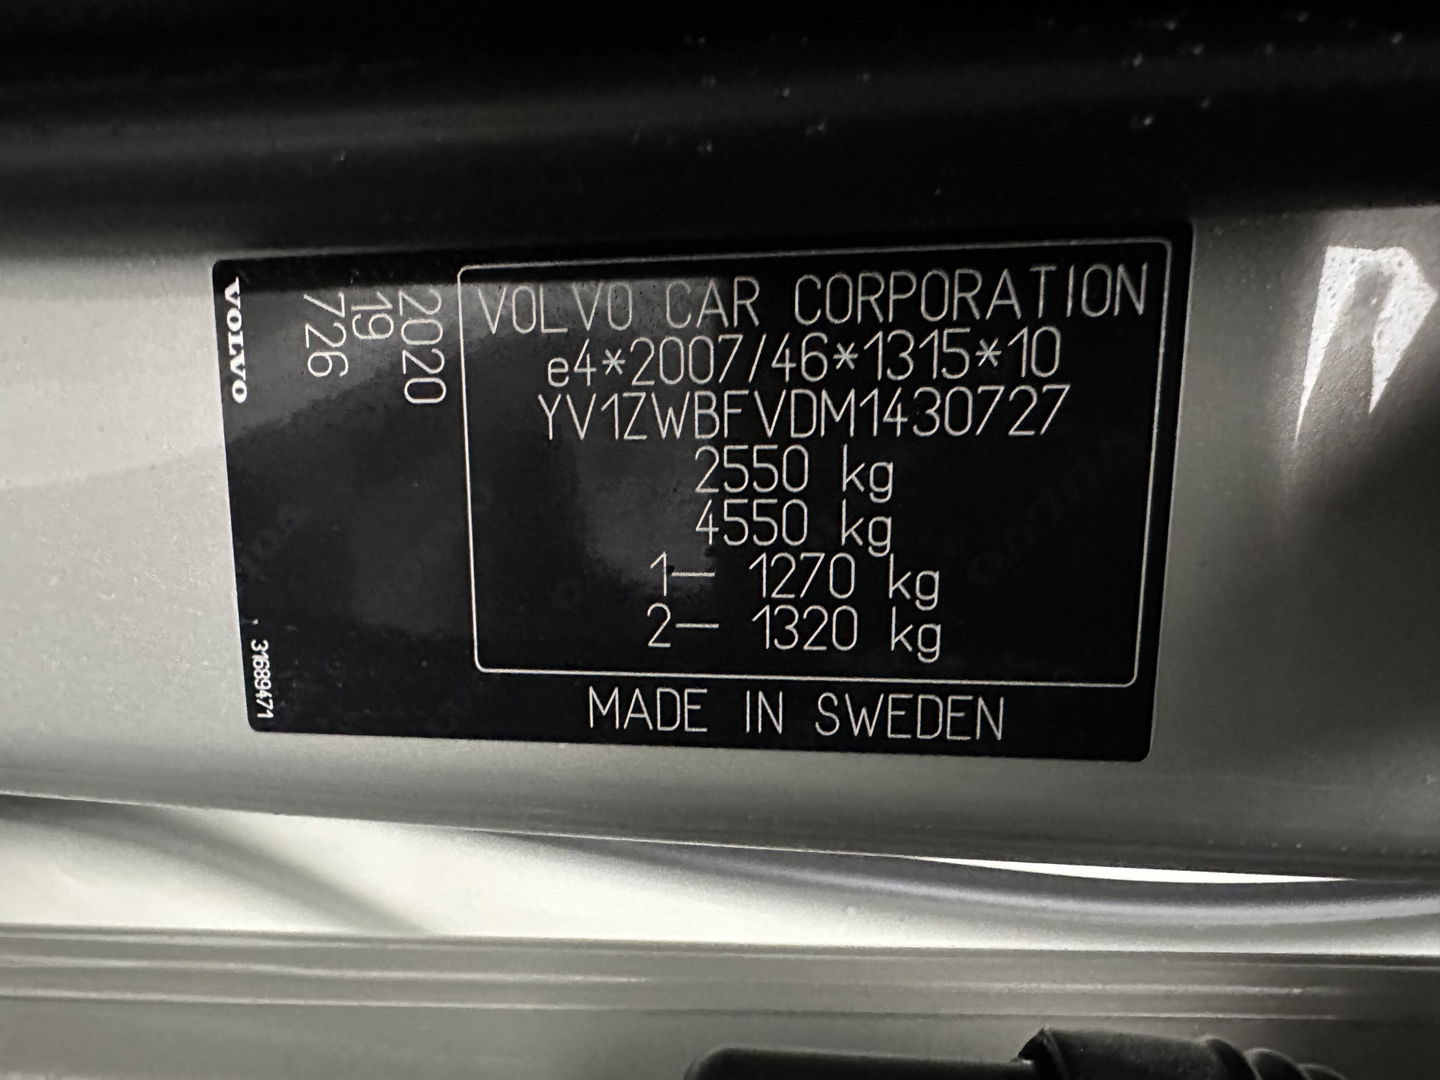 VOLVO
2020
19
726
31689471
VOLVO CAR CORPORATION
e4*2007/46*1315*10
YV1ZWBFVDM1430727
2550 kg
4550 kg
1– 1270 kg
2– 1320 kg
MADE IN SWEDEN